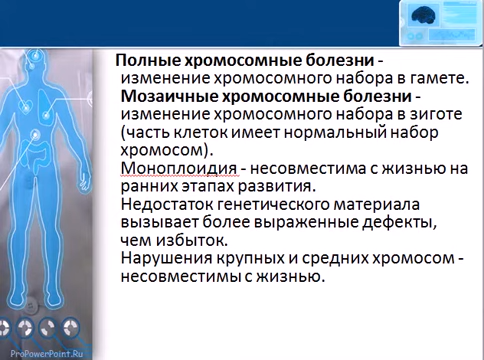 Полные хромосомные болезни -
изменение хромосомного набора в гамете.
Мозаичные хромосомные болезни -
изменение хромосомного набора в зиготе
(часть клеток имеет нормальный набор
хромосом).
Моноплоидия - несовместима с жизнью на
ранних этапах развития.
Недостаток генетического материала
вызывает более выраженные дефекты,
чем избыток.
Нарушения крупных и средних хромосом -
несовместимы с жизнью.
ProPowerPoint.Ru